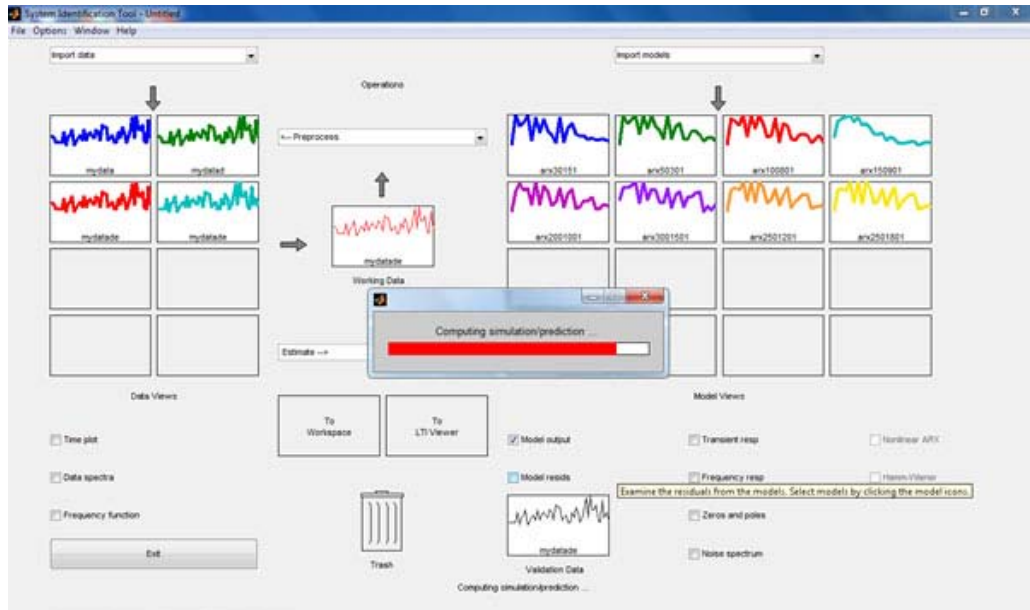 System Identification Tool - Untitled
File Options Window Help
Import data
Import models
Operations
<-- Preprocess
mydata
mydatad
arx30151
arx50301
arx100801
arx150901
mydatade
mydatade
mydatade
arx2001001
arx3001501
arx2501201
arx2501801
Working Data
Computing simulation/prediction ...
Estimate -->
Data Views
Model Views
To Workspace
To LTI Viewer
Time plot
Model output
Transient resp
Nonlinear ARX
Data spectra
Model resids
Frequency resp
Hamm-Wiener
Examine the residuals from the models. Select models by clicking the model icons.
Frequency function
Zeros and poles
mydatade
Exit
Trash
Validation Data
Noise spectrum
Computing simulation/prediction ...